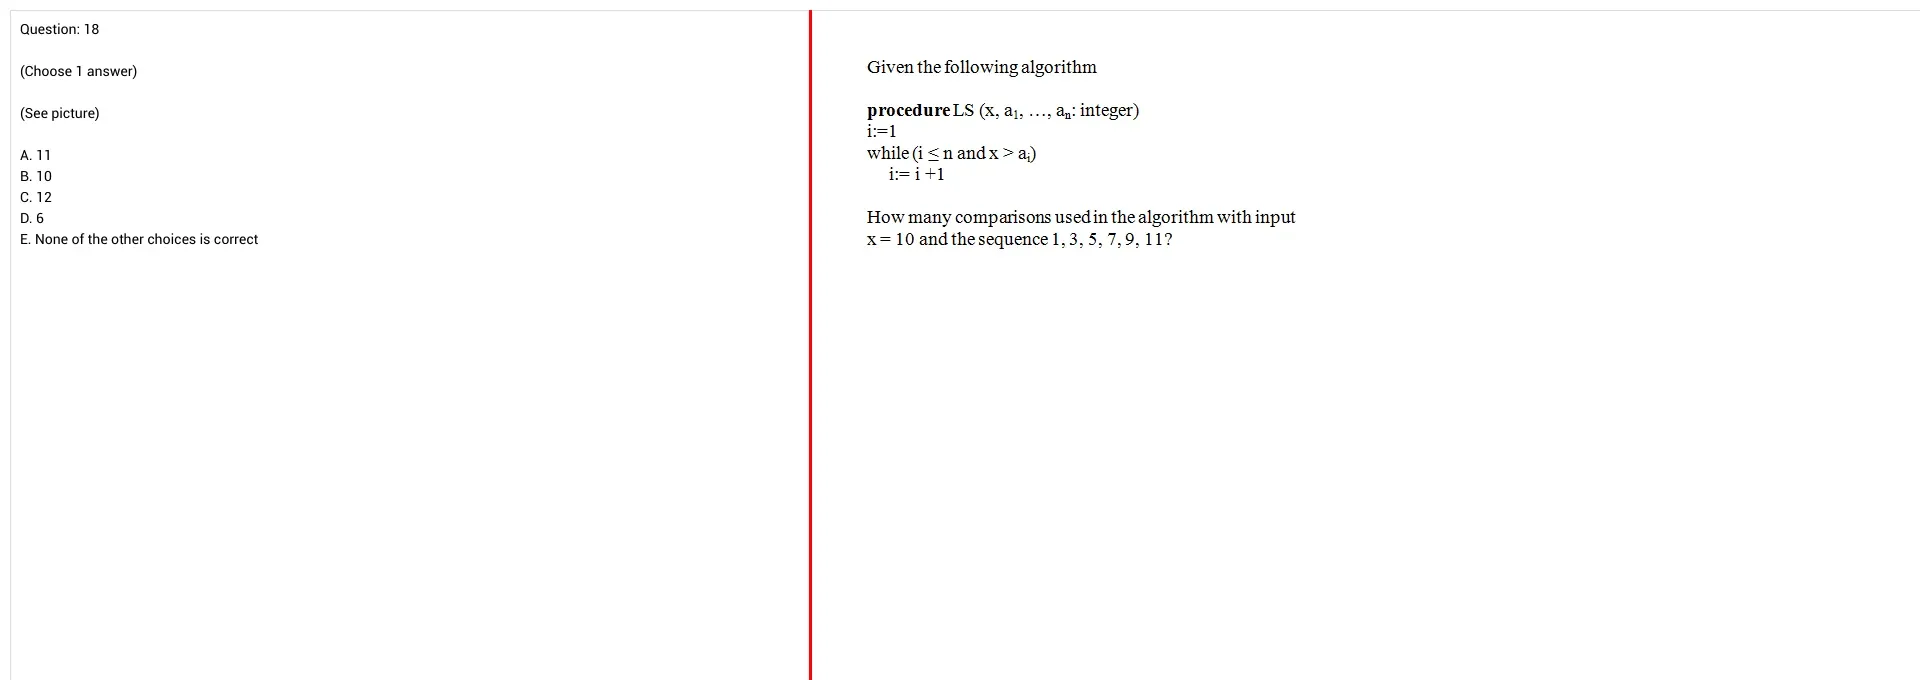 Question: 18
(Choose 1 answer)
(See picture)
A. 11
B. 10
C. 12
D. 6
E. None of the other choices is correct
Given the following algorithm
procedure LS (x, a₁, …, aₙ: integer)
i:=1
while (i ≤ n and x > aᵢ)
i:= i +1
How many comparisons used in the algorithm with input
x = 10 and the sequence 1, 3, 5, 7, 9, 11?